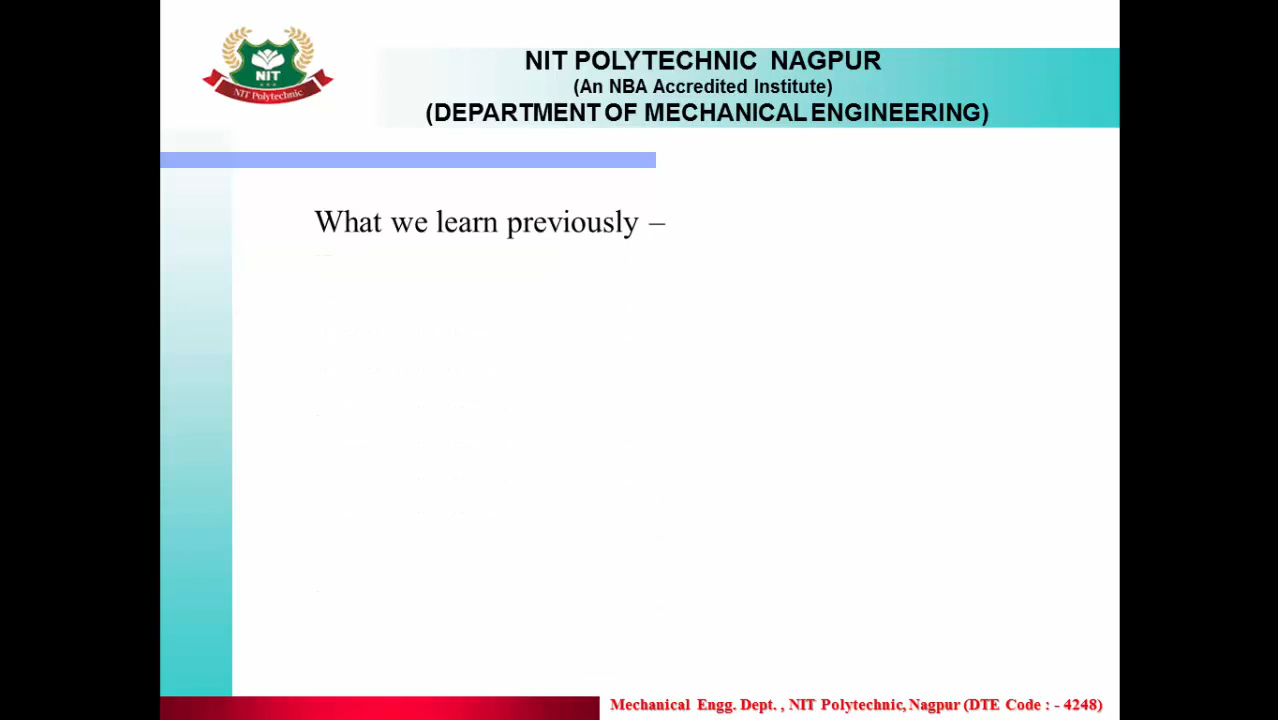 NIT
NIT Polytechnic
NIT POLYTECHNIC NAGPUR
(An NBA Accredited Institute)
(DEPARTMENT OF MECHANICAL ENGINEERING)
What we learn previously –
Mechanical Engg. Dept. , NIT Polytechnic, Nagpur (DTE Code : - 4248)